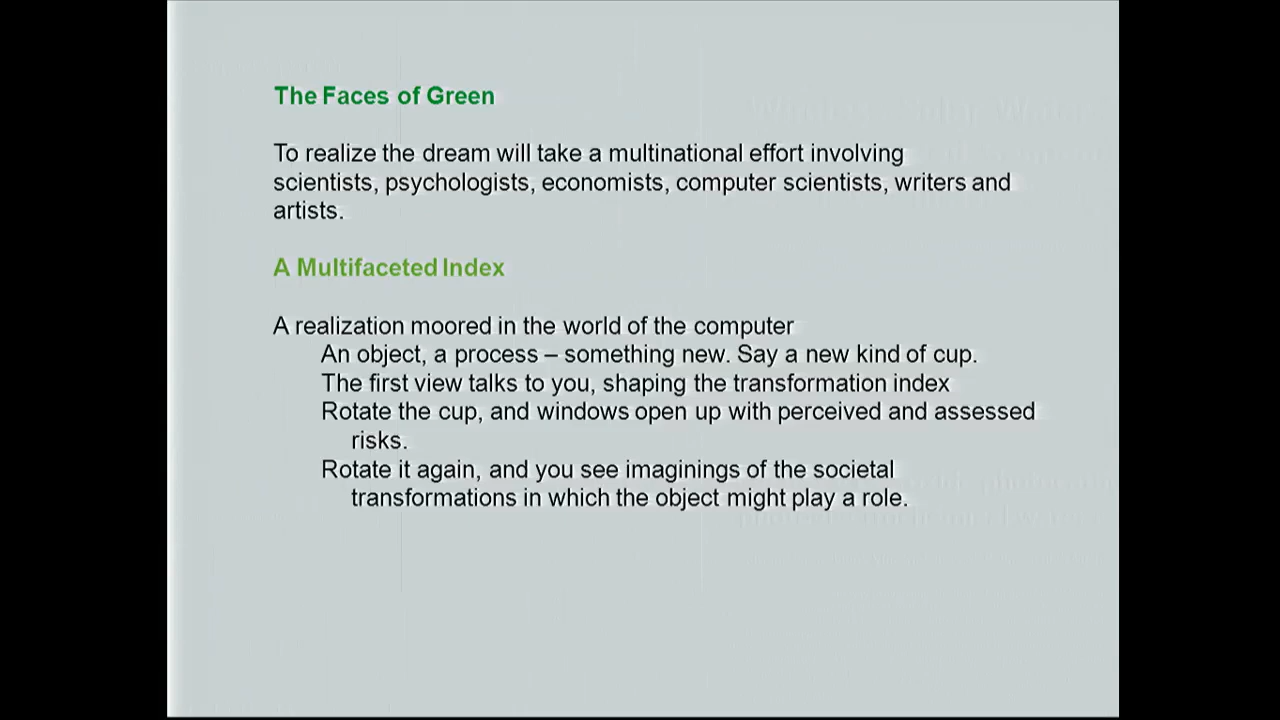 The Faces of Green
To realize the dream will take a multinational effort involving
scientists, psychologists, economists, computer scientists, writers and
artists.
A Multifaceted Index
A realization moored in the world of the computer
An object, a process – something new. Say a new kind of cup.
The first view talks to you, shaping the transformation index
Rotate the cup, and windows open up with perceived and assessed
risks.
Rotate it again, and you see imaginings of the societal
transformations in which the object might play a role.